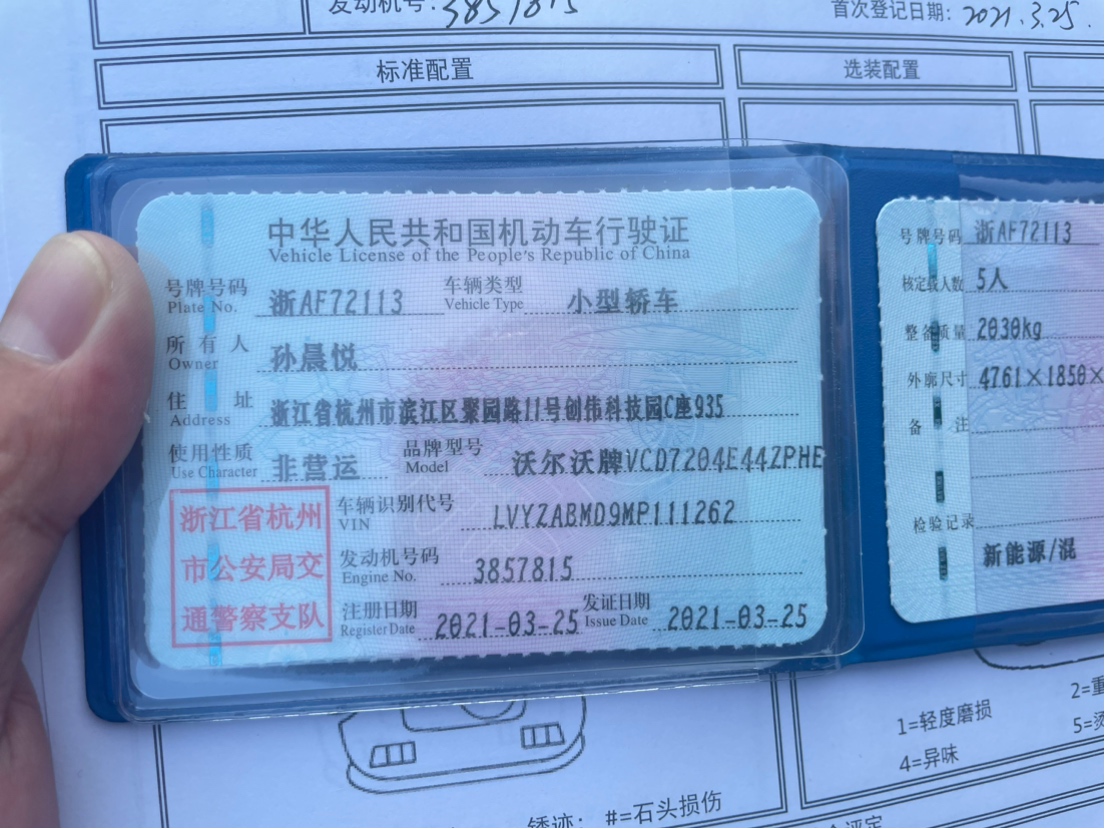 发动机号: 3857815
首次登记日期: 2021.3.25.
标准配置
选装配置
中华人民共和国机动车行驶证
Vehicle License of the People's Republic of China
号牌号码 浙AF72113 车辆类型 小型轿车
Plate No. Vehicle Type
所有人 孙晨悦
Owner
住址 浙江省杭州市滨江区聚园路11号创伟科技园C座935
Address
使用性质 非营运 品牌型号 沃尔沃牌VCD7204E442PHE
Use Character Model
浙江省杭州
市公安局交
通警察支队
车辆识别代号 LVYZABMD9MP111262
VIN
发动机号码 3857815
Engine No.
注册日期 2021-03-25 发证日期 2021-03-25
Register Date Issue Date
号牌号码 浙AF72113
核定载人数 5人
整备质量 2030kg
外廓尺寸 4761×1850×
备注
检验记录
新能源/混
1=轻度磨损
2=重
4=异味
5=烫
锈迹: #=石头损伤